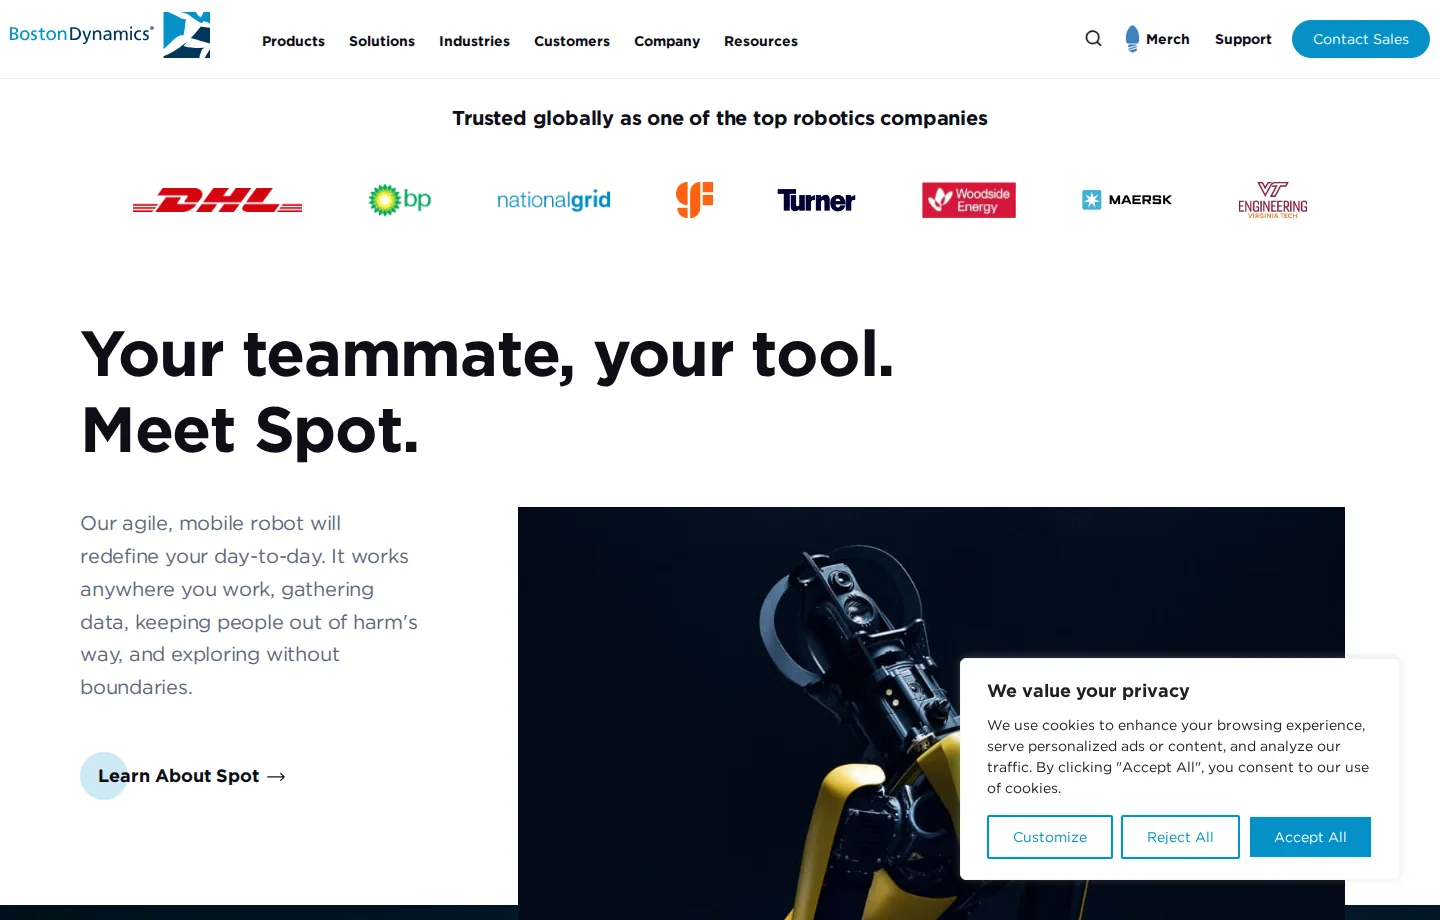 BostonDynamics®
Products Solutions Industries Customers Company Resources
Merch Support Contact Sales
Trusted globally as one of the top robotics companies
DHL bp nationalgrid gf Turner Woodside Energy MAERSK VT ENGINEERING VIRGINIA TECH.
Your teammate, your tool.
Meet Spot.
Our agile, mobile robot will
redefine your day-to-day. It works
anywhere you work, gathering
data, keeping people out of harm's
way, and exploring without
boundaries.
Learn About Spot →
We value your privacy
We use cookies to enhance your browsing experience,
serve personalized ads or content, and analyze our
traffic. By clicking "Accept All", you consent to our use
of cookies.
Customize Reject All Accept All